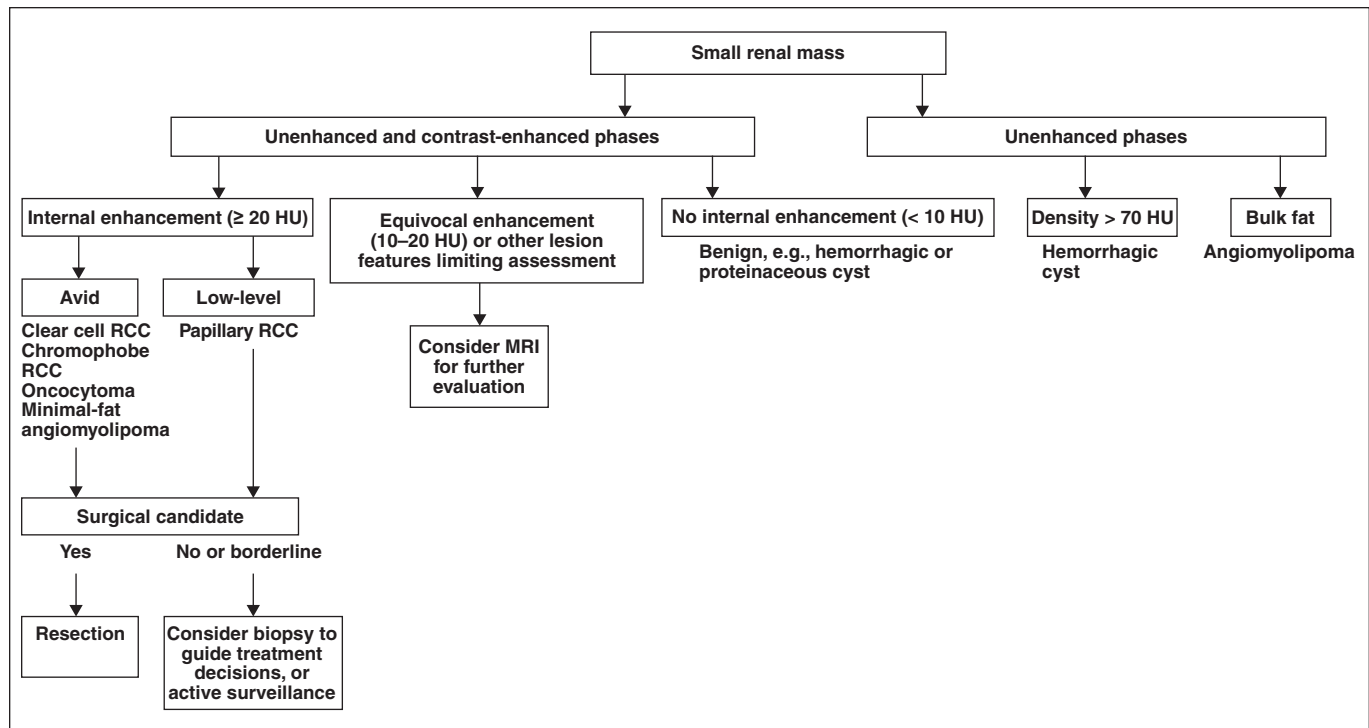 Small renal mass
Unenhanced and contrast-enhanced phases
Unenhanced phases
Internal enhancement (≥ 20 HU)
Equivocal enhancement
(10–20 HU) or other lesion
features limiting assessment
No internal enhancement (< 10 HU)
Benign, e.g., hemorrhagic or
proteinaceous cyst
Density > 70 HU
Hemorrhagic
cyst
Bulk fat
Angiomyolipoma
Avid
Clear cell RCC
Chromophobe
RCC
Oncocytoma
Minimal-fat
angiomyolipoma
Low-level
Papillary RCC
Consider MRI
for further
evaluation
Surgical candidate
Yes
No or borderline
Resection
Consider biopsy to
guide treatment
decisions, or
active surveillance